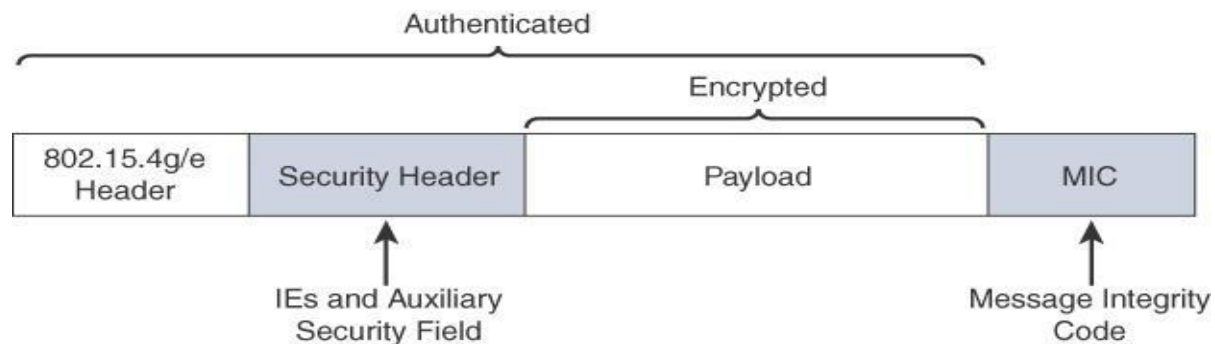 Authenticated
Encrypted
802.15.4g/e
Header
Security Header
Payload
MIC
IEs and Auxiliary
Security Field
Message Integrity
Code